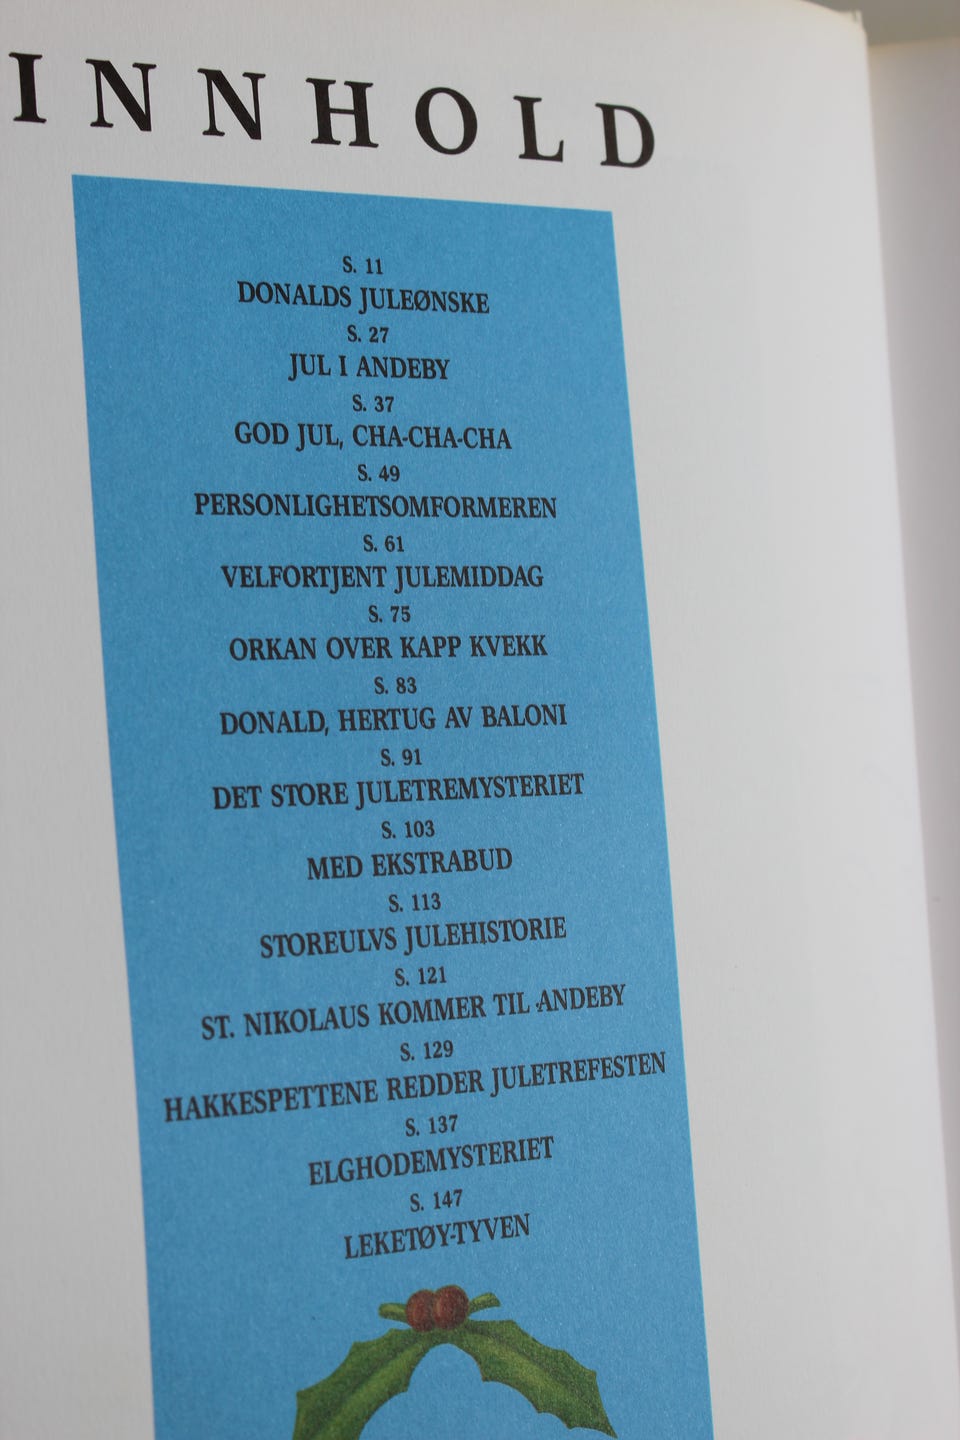 INNHOLD
S. 11
DONALDS JULEØNSKE
S. 27
JUL I ANDEBY
S. 37
GOD JUL, CHA-CHA-CHA
S. 49
PERSONLIGHETSOMFORMEREN
S. 61
VELFORTJENT JULEMIDDAG
S. 75
ORKAN OVER KAPP KVEKK
S. 83
DONALD, HERTUG AV BALONI
S. 91
DET STORE JULETREMYSTERIET
S. 103
MED EKSTRABUD
S. 113
STOREULVS JULEHISTORIE
S. 121
ST. NIKOLAUS KOMMER TIL ANDEBY
S. 129
HAKKESPETTENE REDDER JULETREFESTEN
S. 137
ELGHODEMYSTERIET
S. 147
LEKETØY-TYVEN